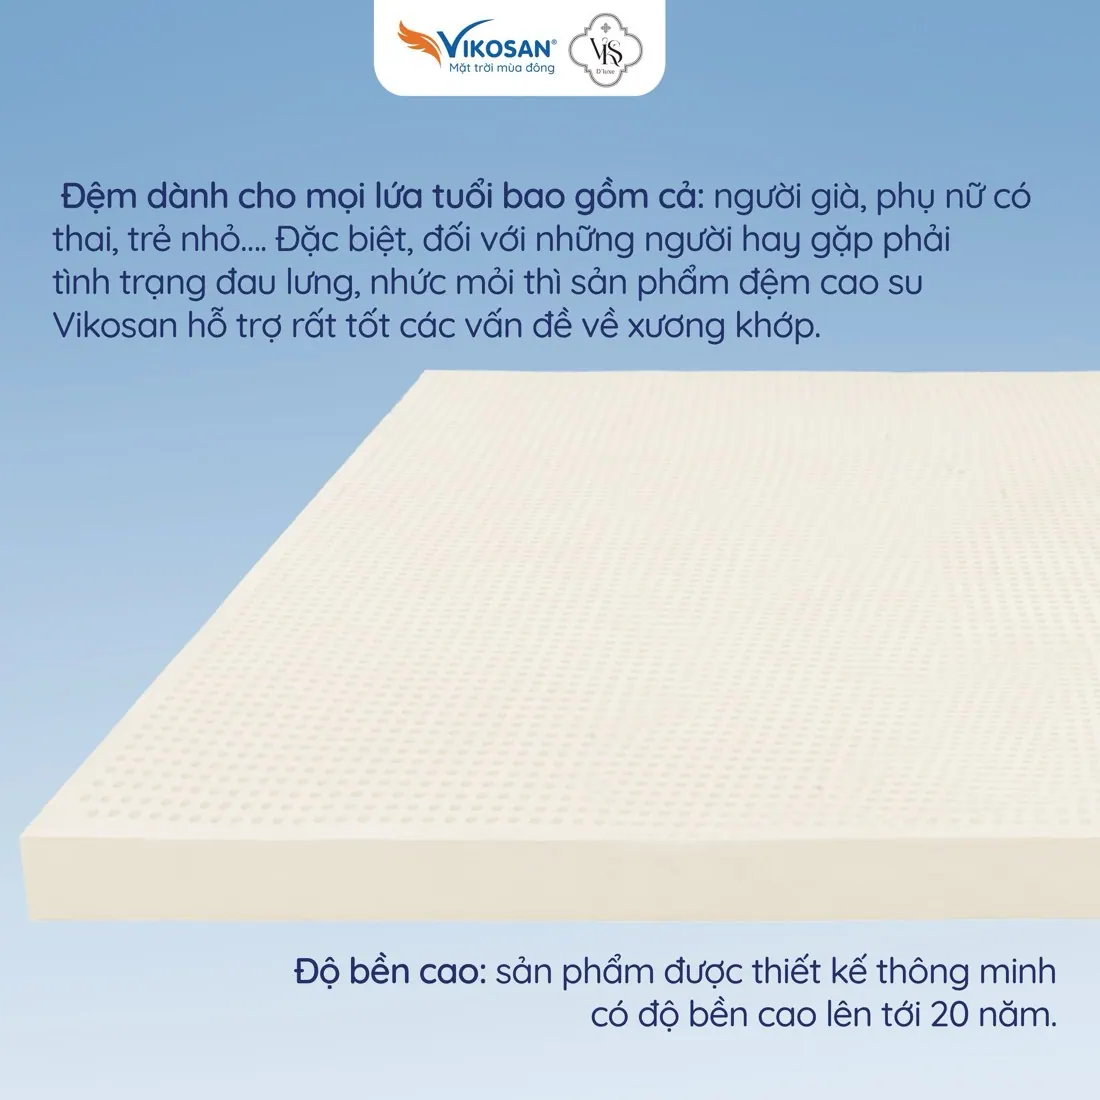 VIKOSAN®
Mặt trời mùa đông
VKS
D'luxe
Đệm dành cho mọi lứa tuổi bao gồm cả: người già, phụ nữ có
thai, trẻ nhỏ.... Đặc biệt, đối với những người hay gặp phải
tình trạng đau lưng, nhức mỏi thì sản phẩm đệm cao su
Vikosan hỗ trợ rất tốt các vấn đề về xương khớp.
Độ bền cao: sản phẩm được thiết kế thông minh
có độ bền cao lên tới 20 năm.